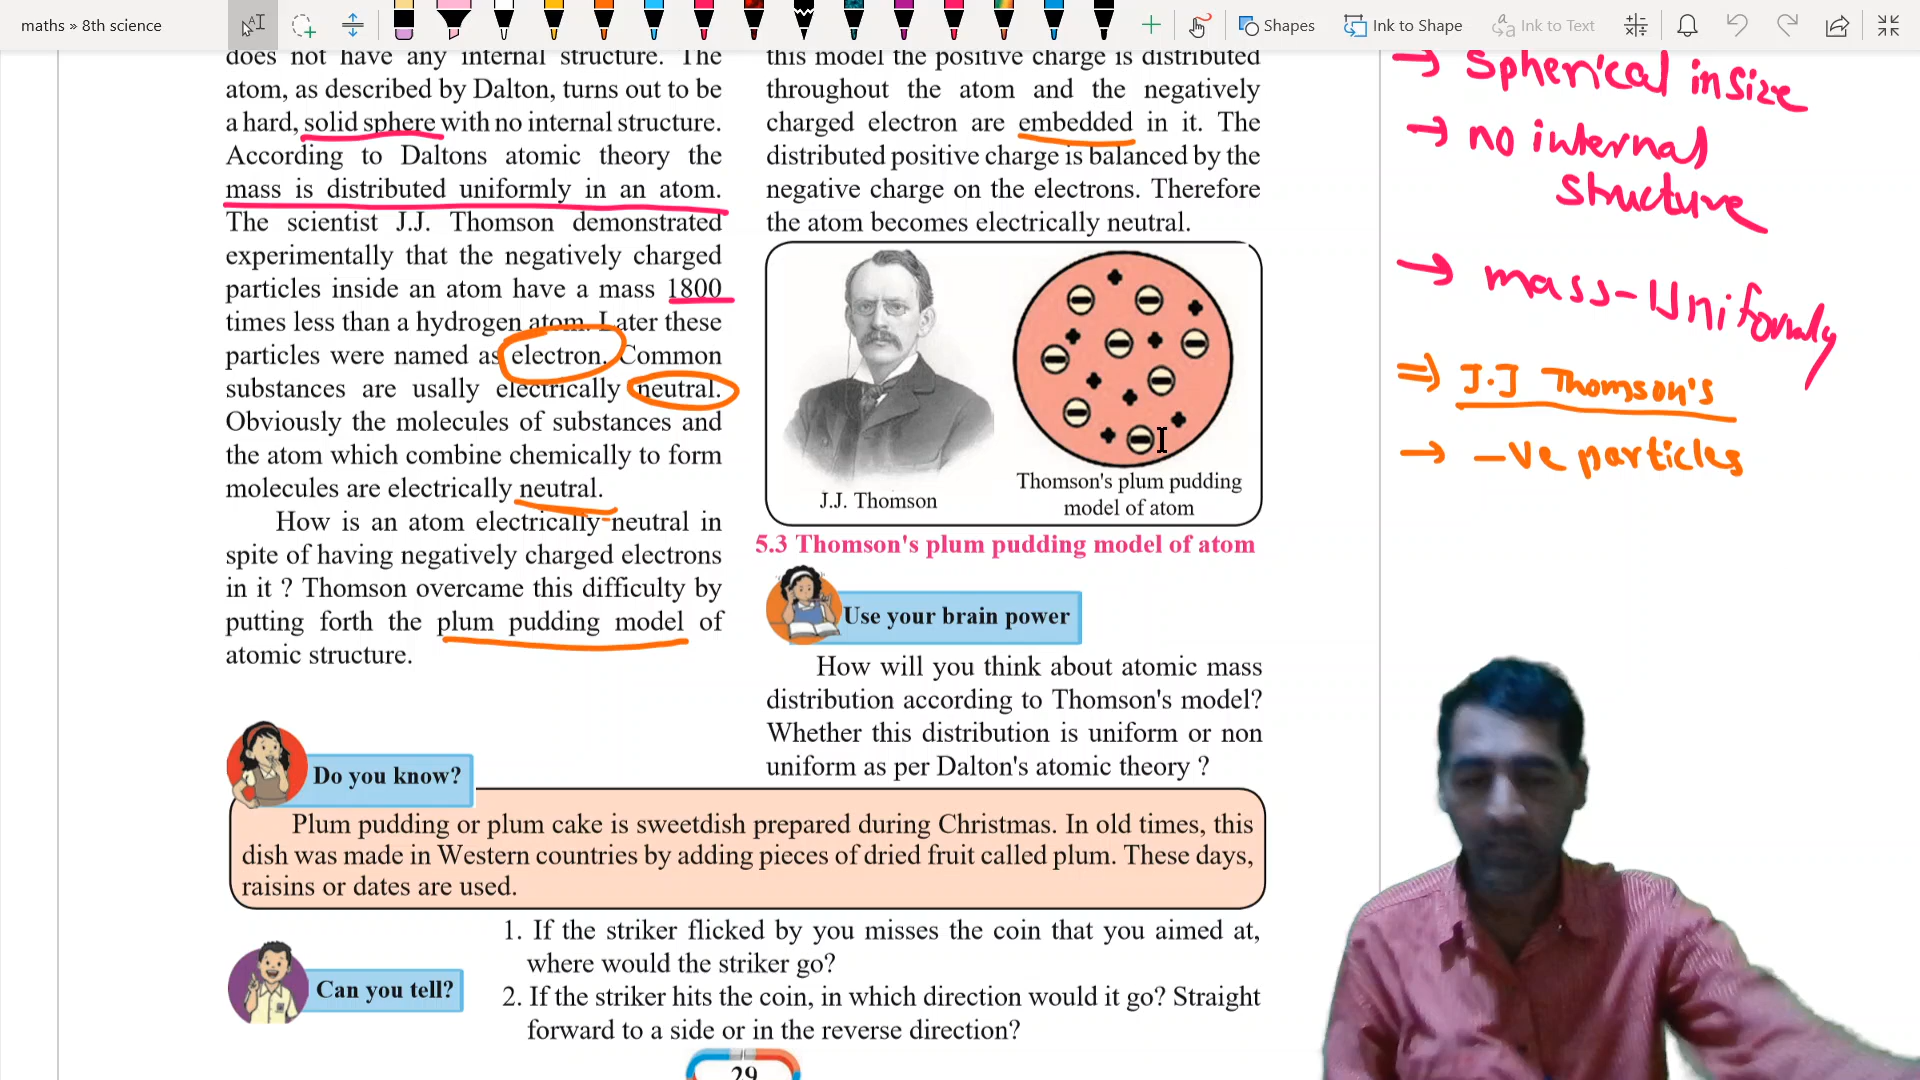 maths » 8th science
Shapes
Ink to Shape
Ink to Text
does not have any internal structure. The
atom, as described by Dalton, turns out to be
a hard, solid sphere with no internal structure.
According to Daltons atomic theory the
mass is distributed uniformly in an atom.
The scientist J.J. Thomson demonstrated
experimentally that the negatively charged
particles inside an atom have a mass 1800
times less than a hydrogen atom. Later these
particles were named as electron. Common
substances are usally electrically neutral.
Obviously the molecules of substances and
the atom which combine chemically to form
molecules are electrically neutral.
How is an atom electrically neutral in
spite of having negatively charged electrons
in it ? Thomson overcame this difficulty by
putting forth the plum pudding model of
atomic structure.
this model the positive charge is distributed
throughout the atom and the negatively
charged electron are embedded in it. The
distributed positive charge is balanced by the
negative charge on the electrons. Therefore
the atom becomes electrically neutral.
J.J. Thomson
Thomson's plum pudding
model of atom
5.3 Thomson's plum pudding model of atom
Use your brain power
How will you think about atomic mass
distribution according to Thomson's model?
Whether this distribution is uniform or non
uniform as per Dalton's atomic theory ?
Do you know?
Plum pudding or plum cake is sweetdish prepared during Christmas. In old times, this
dish was made in Western countries by adding pieces of dried fruit called plum. These days,
raisins or dates are used.
Can you tell?
1. If the striker flicked by you misses the coin that you aimed at,
where would the striker go?
2. If the striker hits the coin, in which direction would it go? Straight
forward to a side or in the reverse direction?
29
→ Spherical in size
→ no internal
structure
→ mass-Uniformly
⇒ J.J Thomson's
→ -ve particles